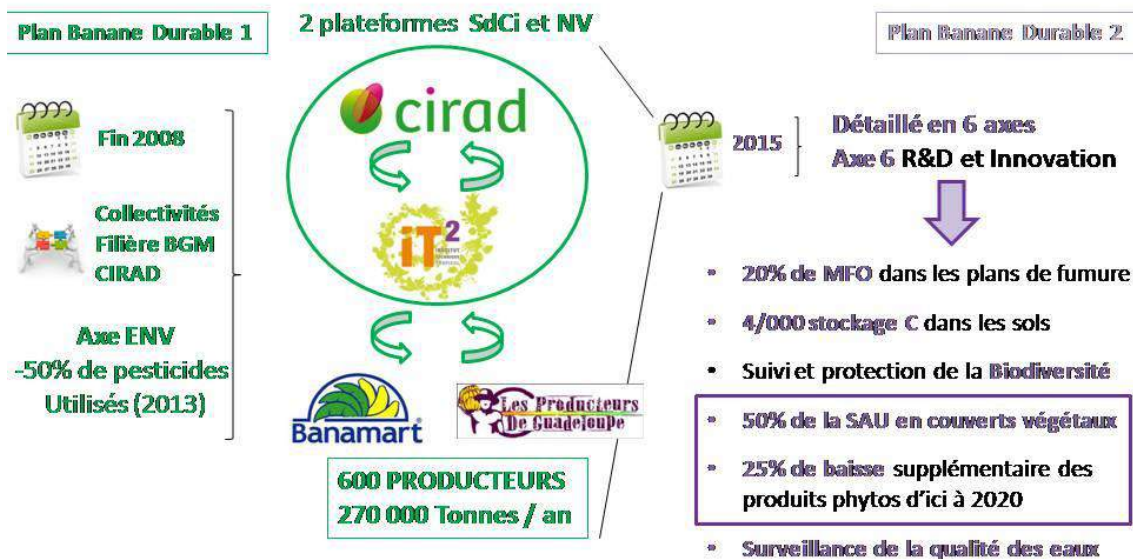 Plan Banane Durable 1
2 plateformes SdCi et NV
Plan Banane Durable 2
Fin 2008
Collectivités
Filière BGM
CIRAD
Axe ENV
-50% de pesticides
Utilisés (2013)
cirad
iT²
INSTITUT
TECHNIQUE
TROPICAL
Banamart
Les Producteurs
De Guadeloupe
600 PRODUCTEURS
270 000 Tonnes / an
2015
Détaillé en 6 axes
Axe 6 R&D et Innovation
• 20% de MFO dans les plans de fumure
• 4/000 stockage C dans les sols
• Suivi et protection de la Biodiversité
• 50% de la SAU en couverts végétaux
• 25% de baisse supplémentaire des
produits phytos d'ici à 2020
• Surveillance de la qualité des eaux